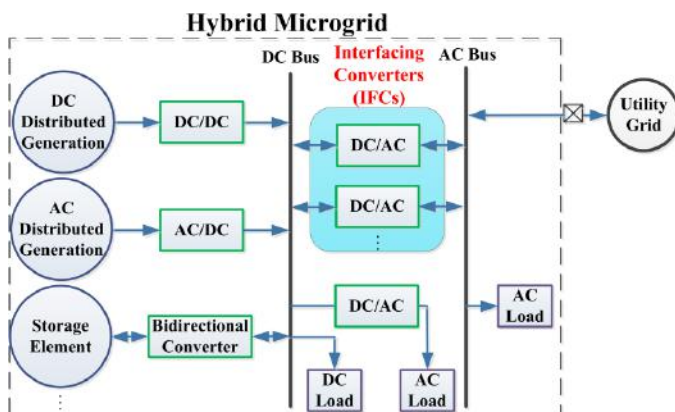 Hybrid Microgrid
DC Bus
Interfacing
Converters
(IFCs)
AC Bus
DC
Distributed
Generation
DC/DC
DC/AC
Utility
Grid
AC
Distributed
Generation
AC/DC
DC/AC
Storage
Element
Bidirectional
Converter
DC/AC
AC
Load
DC
Load
AC
Load